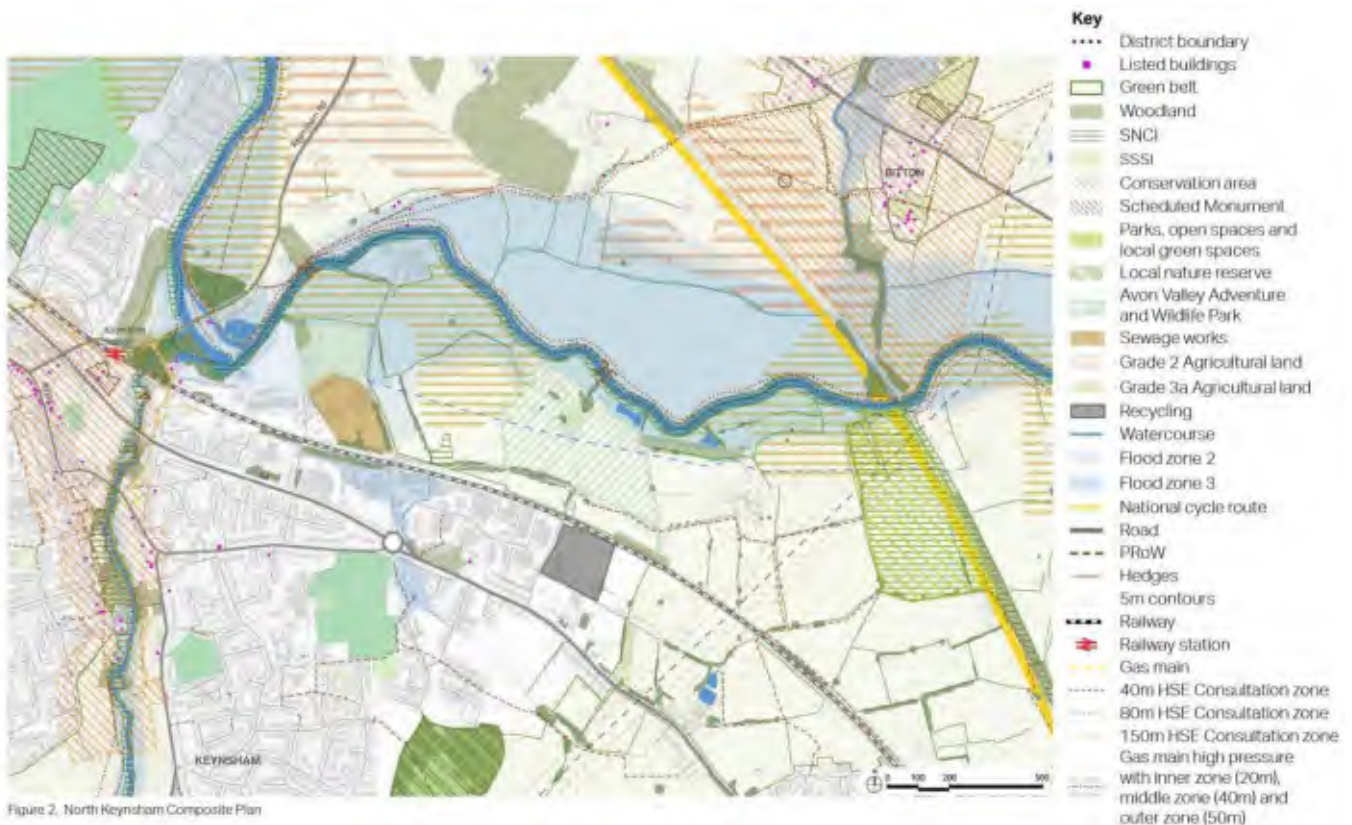 Key
District boundary
Listed buildings
Green belt
Woodland
SNCI
SSSI
Conservation area
Scheduled Monument
Parks, open spaces and
local green spaces
Local nature reserve
Avon Valley Adventure
and Wildlife Park
Sewage works
Grade 2 Agricultural land
Grade 3a Agricultural land
Recycling
Watercourse
Flood zone 2
Flood zone 3
National cycle route
Road
PRoW
Hedges
5m contours
Railway
Railway station
Gas main
40m HSE Consultation zone
80m HSE Consultation zone
150m HSE Consultation zone
Gas main high pressure
with inner zone (20m),
middle zone (40m) and
outer zone (50m)
BITTON
KEYNSHAM
0 100 200 500
Figure 2, North Keynsham Composite Plan